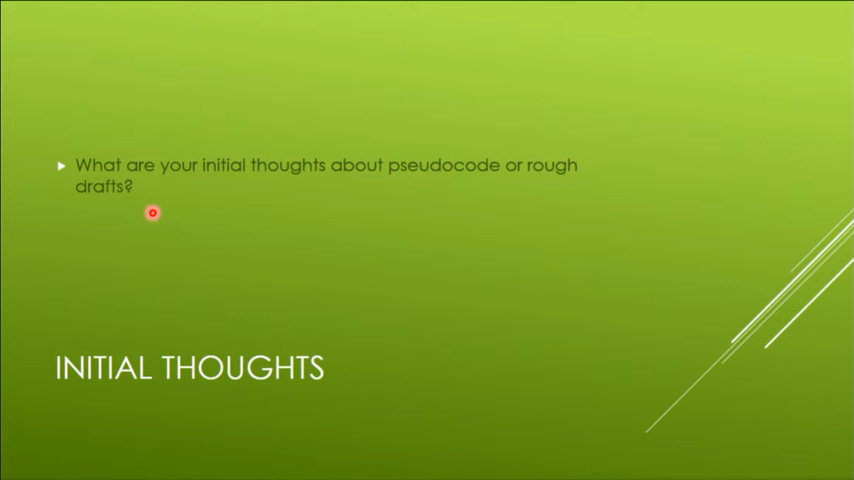 What are your initial thoughts about pseudocode or rough
drafts?
INITIAL THOUGHTS